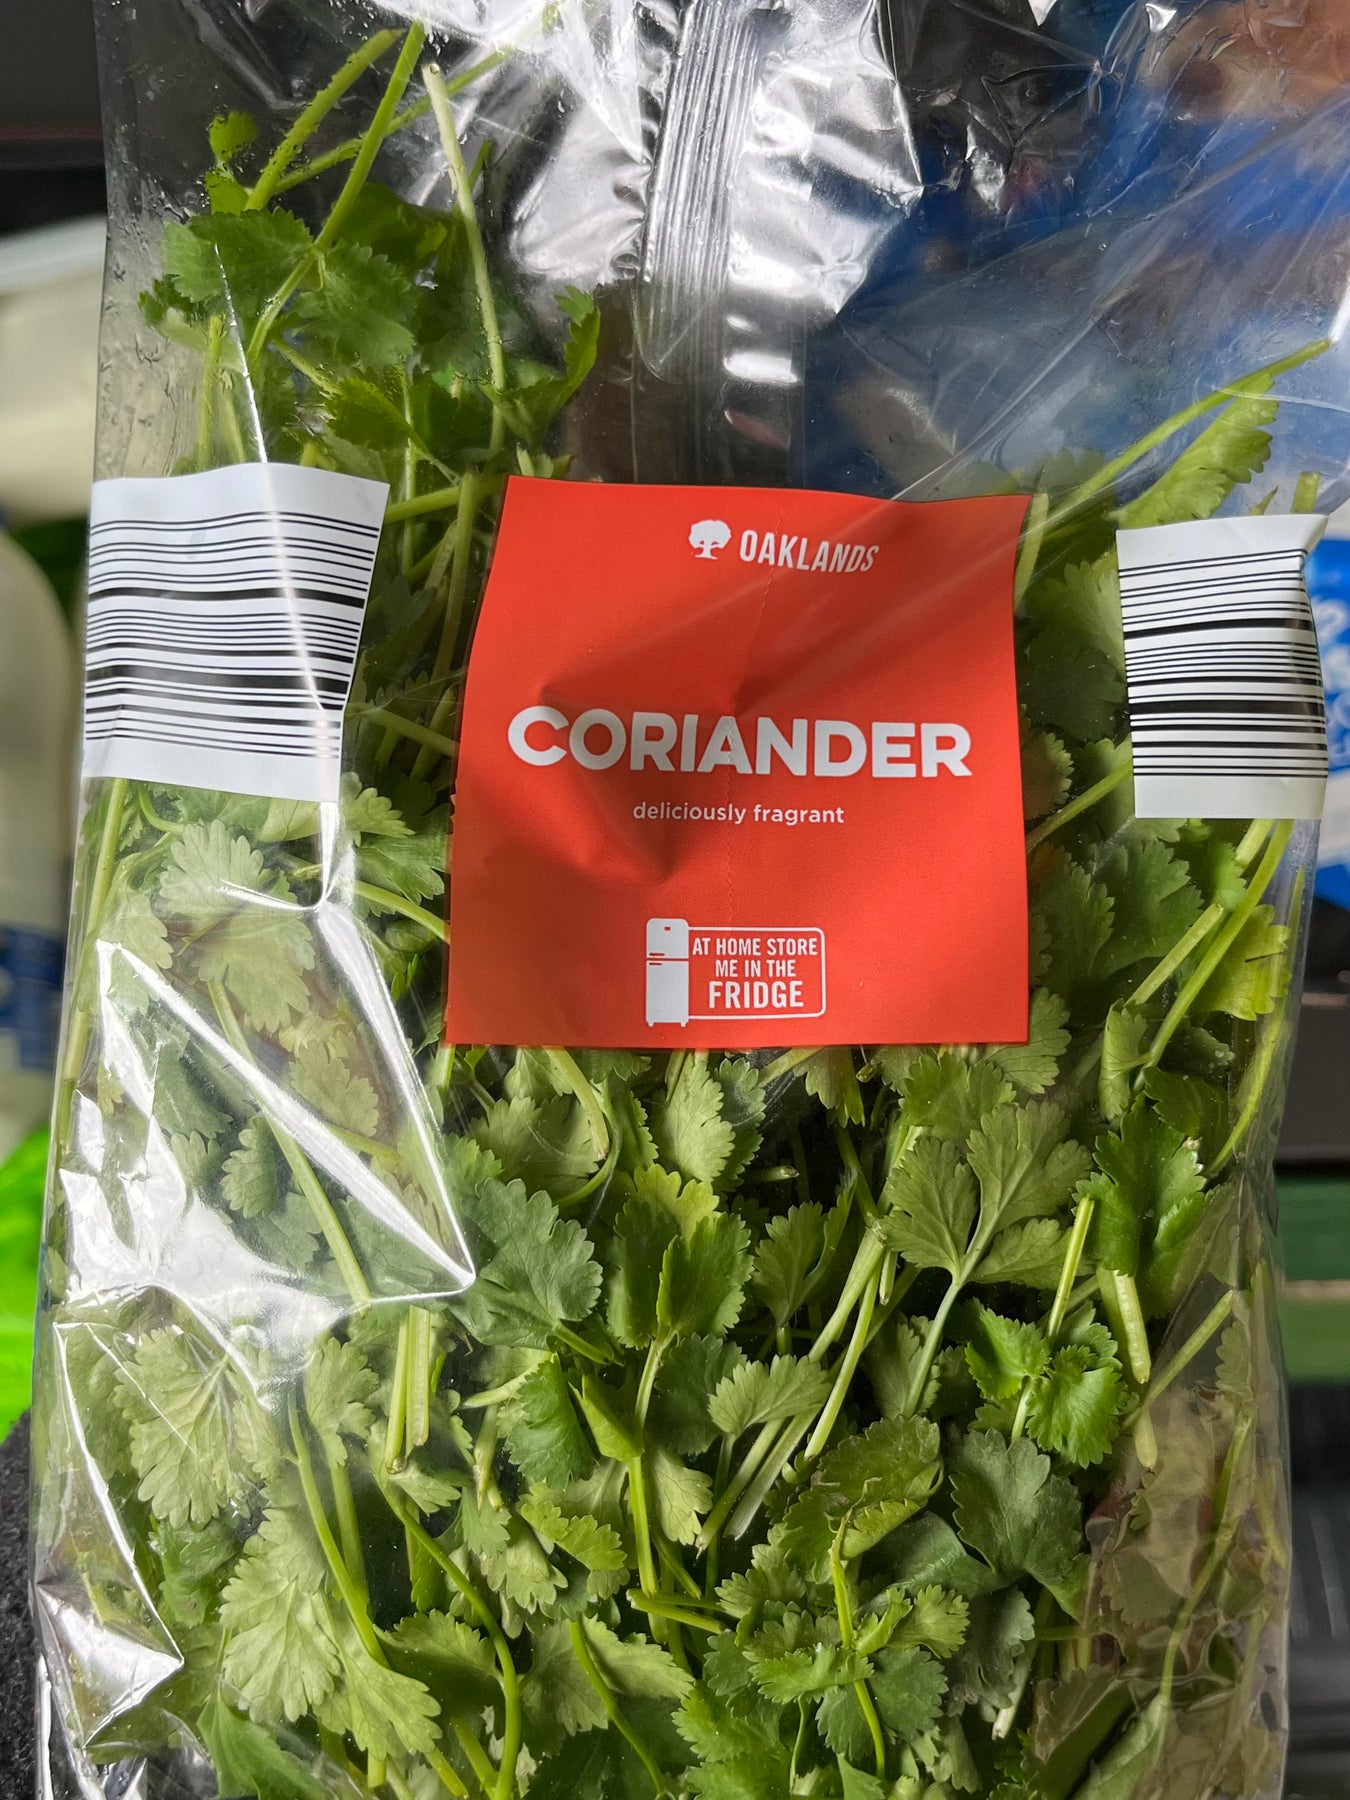 OAKLANDS
CORIANDER
deliciously fragrant
AT HOME STORE
ME IN THE
FRIDGE